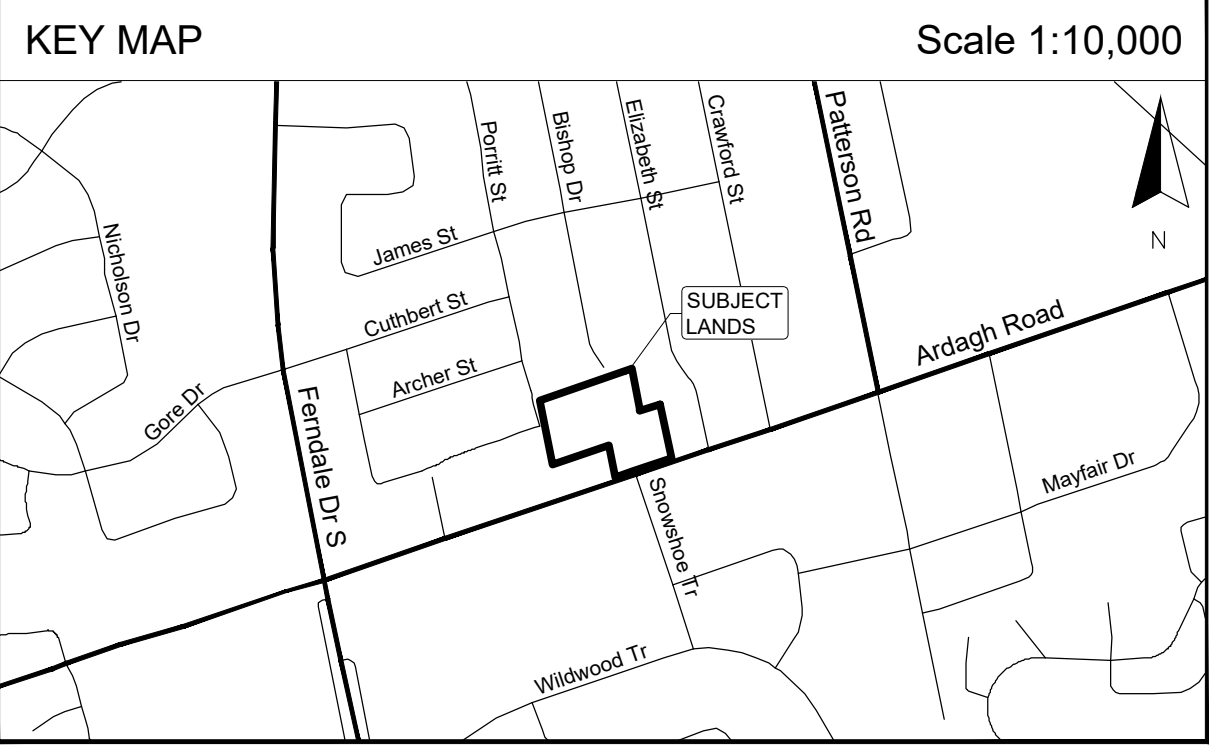 KEY MAP
Scale 1:10,000
Porritt St
Bishop Dr
Elizabeth St
Crawford St
Patterson Rd
N
Nicholson Dr
James St
Cuthbert St
SUBJECT
LANDS
Ardagh Road
Archer St
Gore Dr
Ferndale Dr S
Mayfair Dr
Snowshoe Tr
Wildwood Tr